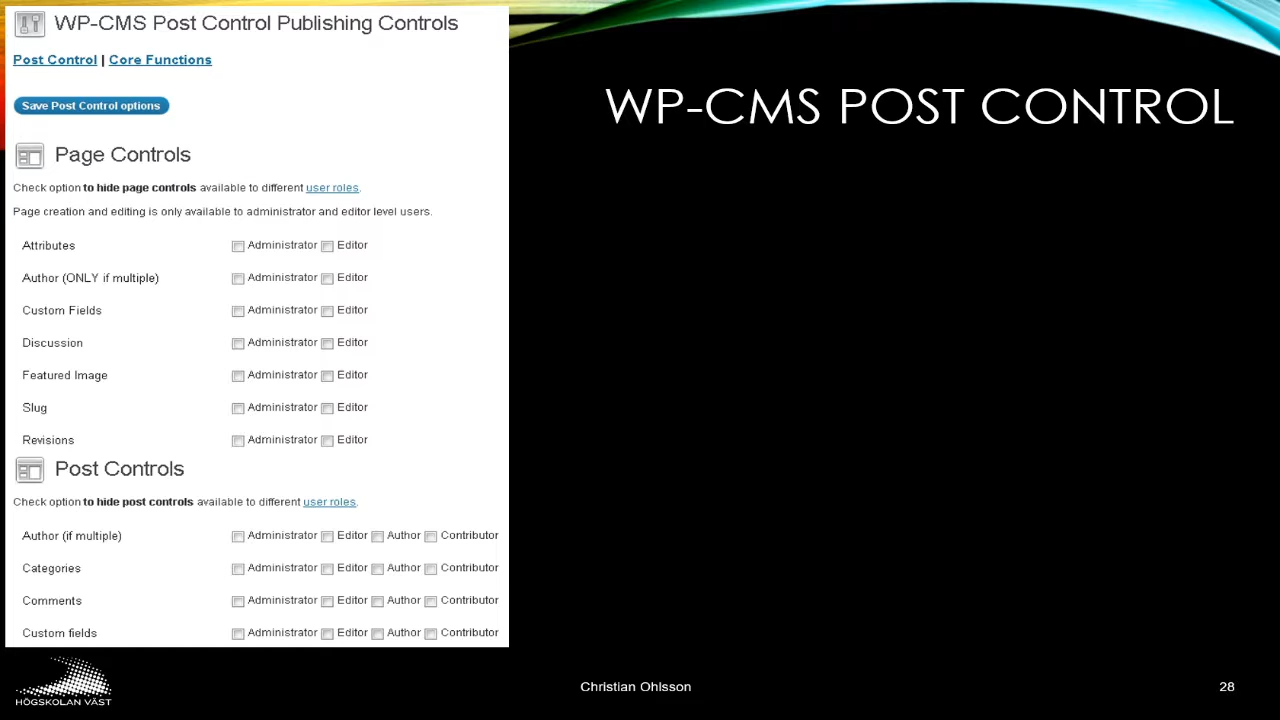 WP-CMS Post Control Publishing Controls
Post Control | Core Functions
Save Post Control options
Page Controls
Check option to hide page controls available to different user roles.
Page creation and editing is only available to administrator and editor level users.
Attributes Administrator Editor
Author (ONLY if multiple) Administrator Editor
Custom Fields Administrator Editor
Discussion Administrator Editor
Featured Image Administrator Editor
Slug Administrator Editor
Revisions Administrator Editor
Post Controls
Check option to hide post controls available to different user roles.
Author (if multiple) Administrator Editor Author Contributor
Categories Administrator Editor Author Contributor
Comments Administrator Editor Author Contributor
Custom fields Administrator Editor Author Contributor
WP-CMS POST CONTROL
HÖGSKOLAN VÄST
Christian Ohlsson
28